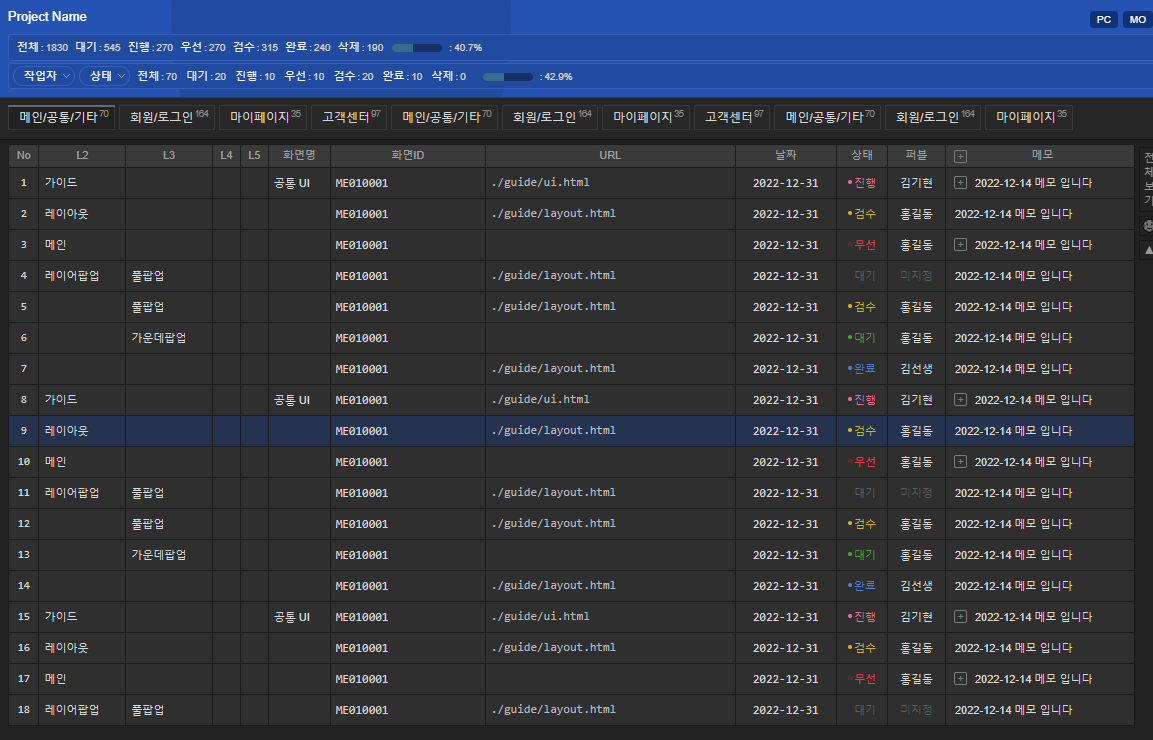 Project Name
PC MO
전체 : 1830 대기 : 545 진행 : 270 우선 : 270 검수 : 315 완료 : 240 삭제 : 190 : 40.7%
작업자 상태 전체 : 70 대기 : 20 진행 : 10 우선 : 10 검수 : 20 완료 : 10 삭제 : 0 : 42.9%
메인/공통/기타70 회원/로그인164 마이페이지35 고객센터97 메인/공통/기타70 회원/로그인164 마이페이지35 고객센터97 메인/공통/기타70 회원/로그인164 마이페이지35
No L2 L3 L4 L5 화면명 화면ID URL 날짜 상태 퍼블 + 메모
1 가이드 공통 UI ME010001 ./guide/ui.html 2022-12-31 •진행 김기현 + 2022-12-14 메모 입니다
2 레이아웃 ME010001 ./guide/layout.html 2022-12-31 •검수 홍길동 2022-12-14 메모 입니다
3 메인 ME010001 2022-12-31 우선 홍길동 + 2022-12-14 메모 입니다
4 레이어팝업 풀팝업 ME010001 ./guide/layout.html 2022-12-31 대기 미지정 2022-12-14 메모 입니다
5 풀팝업 ME010001 ./guide/layout.html 2022-12-31 •검수 홍길동 2022-12-14 메모 입니다
6 가운데팝업 ME010001 2022-12-31 •대기 홍길동 2022-12-14 메모 입니다
7 ME010001 ./guide/layout.html 2022-12-31 •완료 김선생 2022-12-14 메모 입니다
8 가이드 공통 UI ME010001 ./guide/ui.html 2022-12-31 •진행 김기현 + 2022-12-14 메모 입니다
9 레이아웃 ME010001 ./guide/layout.html 2022-12-31 •검수 홍길동 2022-12-14 메모 입니다
10 메인 ME010001 2022-12-31 우선 홍길동 + 2022-12-14 메모 입니다
11 레이어팝업 풀팝업 ME010001 ./guide/layout.html 2022-12-31 대기 미지정 2022-12-14 메모 입니다
12 풀팝업 ME010001 ./guide/layout.html 2022-12-31 •검수 홍길동 2022-12-14 메모 입니다
13 가운데팝업 ME010001 2022-12-31 •대기 홍길동 2022-12-14 메모 입니다
14 ME010001 ./guide/layout.html 2022-12-31 •완료 김선생 2022-12-14 메모 입니다
15 가이드 공통 UI ME010001 ./guide/ui.html 2022-12-31 •진행 김기현 + 2022-12-14 메모 입니다
16 레이아웃 ME010001 ./guide/layout.html 2022-12-31 •검수 홍길동 2022-12-14 메모 입니다
17 메인 ME010001 2022-12-31 우선 홍길동 + 2022-12-14 메모 입니다
18 레이어팝업 풀팝업 ME010001 ./guide/layout.html 2022-12-31 대기 미지정 2022-12-14 메모 입니다